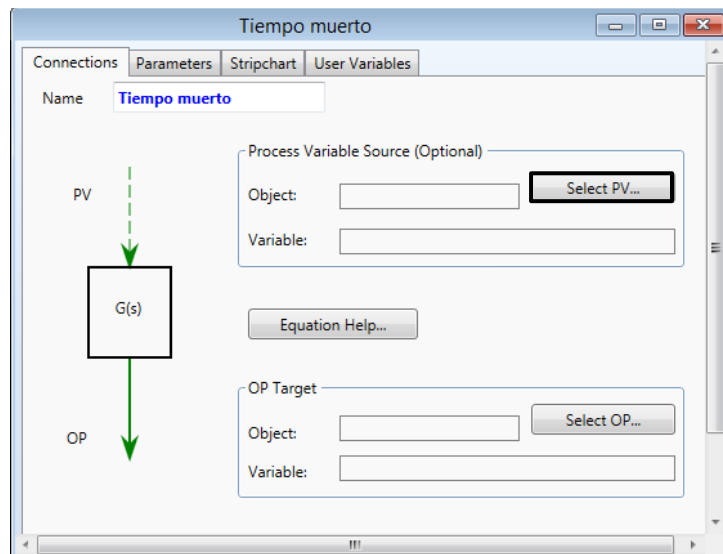 Tiempo muerto
Connections Parameters Stripchart User Variables
Name Tiempo muerto
Process Variable Source (Optional)
PV Object: Select PV...
Variable:
G(s)
Equation Help...
OP Target
OP Object: Select OP...
Variable: